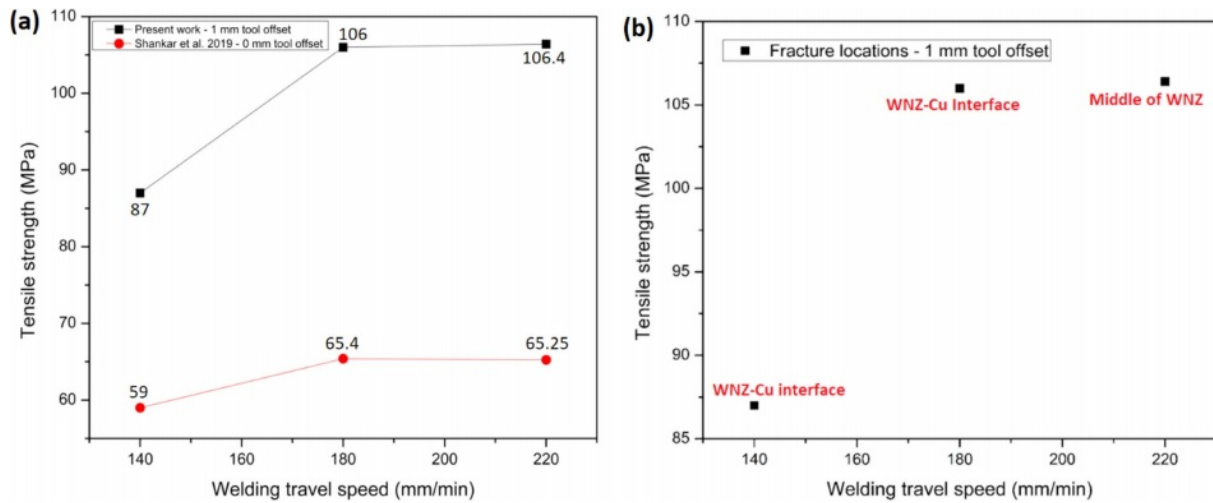 (a)
Present work - 1 mm tool offset
Shankar et al. 2019 - 0 mm tool offset
110
100
90
80
70
60
Tensile strength (MPa)
106
106.4
87
65.4
65.25
59
140
160
180
200
220
Welding travel speed (mm/min)
(b)
Fracture locations - 1 mm tool offset
110
105
100
95
90
85
Tensile strength (MPa)
WNZ-Cu Interface
Middle of WNZ
WNZ-Cu interface
140
160
180
200
220
Welding travel speed (mm/min)